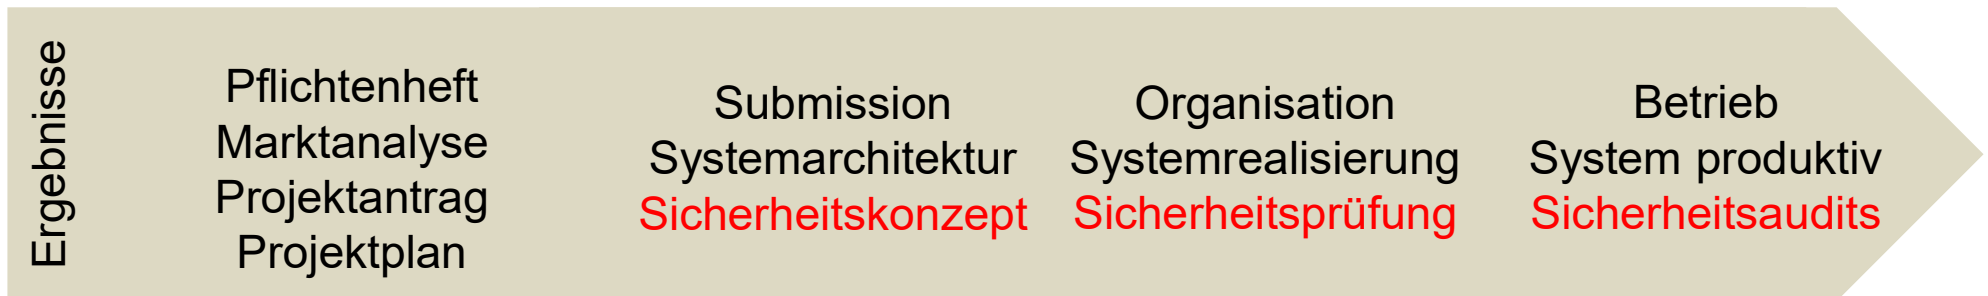 Ergebnisse
Pflichtenheft
Marktanalyse
Projektantrag
Projektplan
Submission
Systemarchitektur
Sicherheitskonzept
Organisation
Systemrealisierung
Sicherheitsprüfung
Betrieb
System produktiv
Sicherheitsaudits